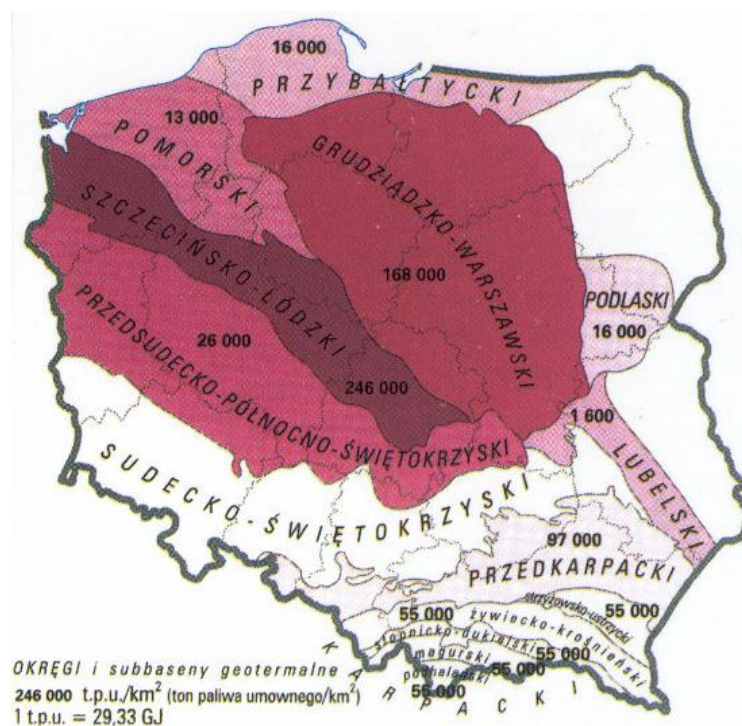 16 000
PRZYBAŁTYCKI
13 000
POMORSKI
GRUDZIĄDZKO-WARSZAWSKI
SZCZECIŃSKO-ŁÓDZKI
168 000
PODLASKI
16 000
26 000
PRZEDSUDECKO-PÓŁNOCNO-ŚWIĘTOKRZYSKI
246 000
1 600
LUBELSKI
SUDECKO-ŚWIĘTOKRZYSKI
97 000
PRZEDKARPACKI
55 000
żywiecko-krośnieński
55 000
magurski
55 000
55 000
podhalański
55 000
KARPACKI
OKRĘGI i subbaseny geotermalne
246 000 t.p.u./km² (ton paliwa umownego/km²)
1 t.p.u. = 29,33 GJ